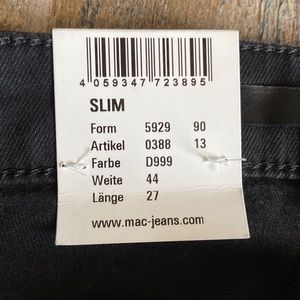 4 059347 723895
SLIM
Form 5929 90
Artikel 0388 13
Farbe D999
Weite 44
Länge 27
www.mac-jeans.com